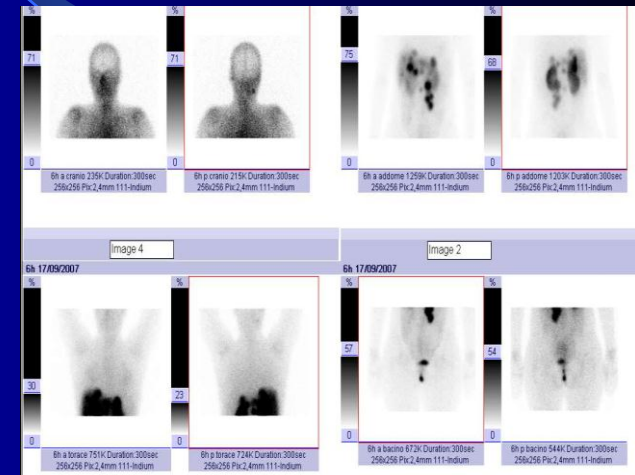 % % % %
71 71 75 68
0 0 0 0
6h a cranio 235K Duration:300sec
256x256 Pix:2,4mm 111-Indium
6h p cranio 215K Duration:300sec
256x256 Pix:2,4mm 111-Indium
6h a addome 1259K Duration:300sec
256x256 Pix:2,4mm 111-Indium
6h p addome 1203K Duration:300sec
256x256 Pix:2,4mm 111-Indium
Image 4
Image 2
6h 17/09/2007
6h 17/09/2007
% % % %
30 23 57 54
0 0 0 0
6h a torace 751K Duration:300sec
256x256 Pix:2,4mm 111-Indium
6h p torace 724K Duration:300sec
256x256 Pix:2,4mm 111-Indium
6h a bacino 672K Duration:300sec
256x256 Pix:2,4mm 111-Indium
6h p bacino 544K Duration:300sec
256x256 Pix:2,4mm 111-Indium